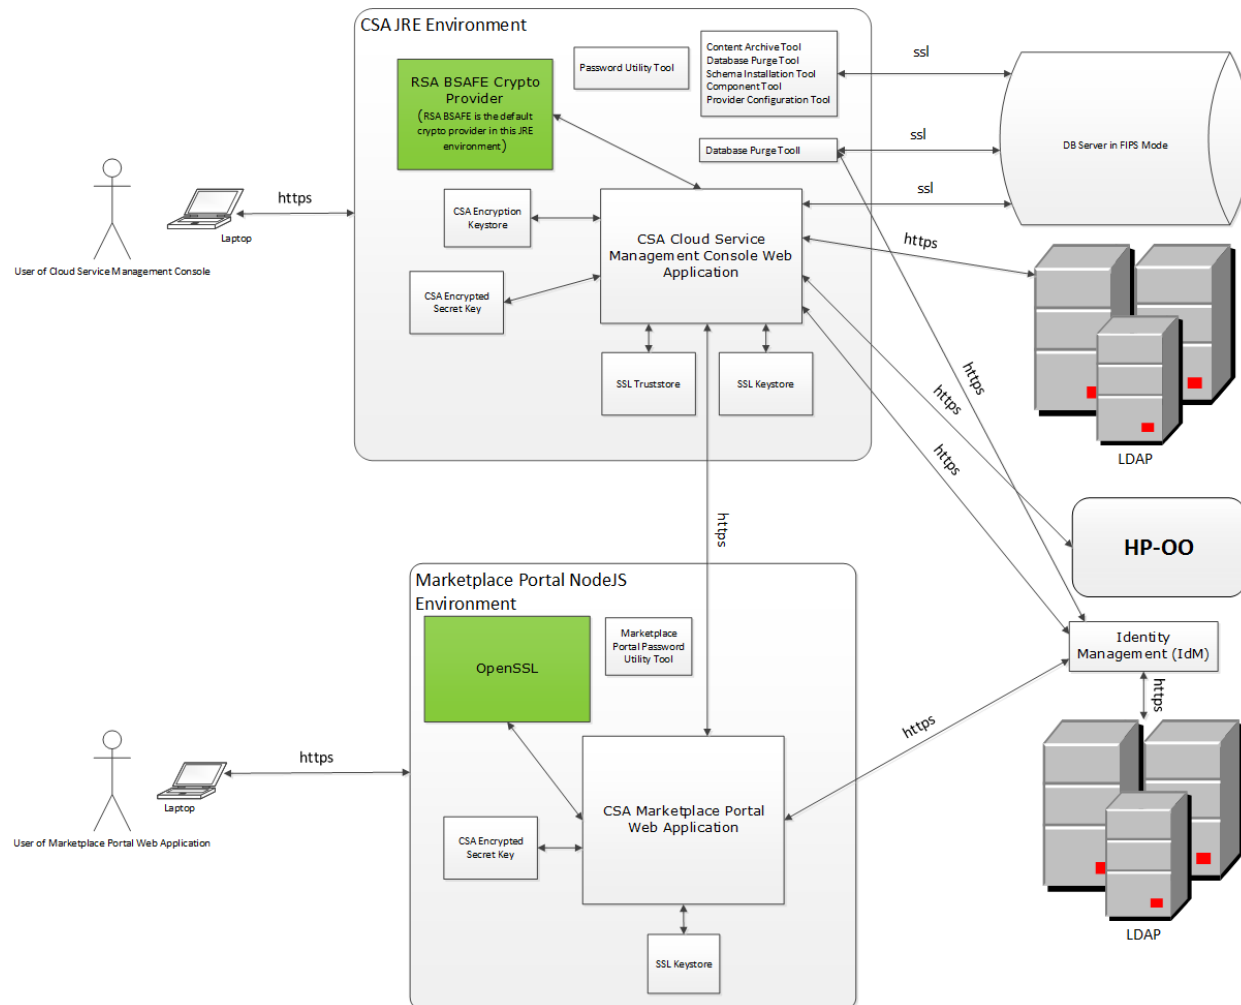 CSA JRE Environment
RSA BSAFE Crypto
Provider
(RSA BSAFE is the default
crypto provider in this JRE
environment)
Password Utility Tool
Content Archive Tool
Database Purge Tool
Schema Installation Tool
Component Tool
Provider Configuration Tool
ssl
Database Purge Tooll
ssl
DB Server in FIPS Mode
ssl
https
Laptop
User of Cloud Service Management Console
CSA Encryption
Keystore
CSA Cloud Service
Management Console Web
Application
CSA Encrypted
Secret Key
SSL Truststore
SSL Keystore
https
LDAP
https
https
https
https
HP-OO
Marketplace Portal NodeJS
Environment
OpenSSL
Marketplace
Portal Password
Utility Tool
Identity
Management (IdM)
https
https
https
Laptop
User of Marketplace Portal Web Application
CSA Marketplace Portal
Web Application
CSA Encrypted
Secret Key
SSL Keystore
LDAP